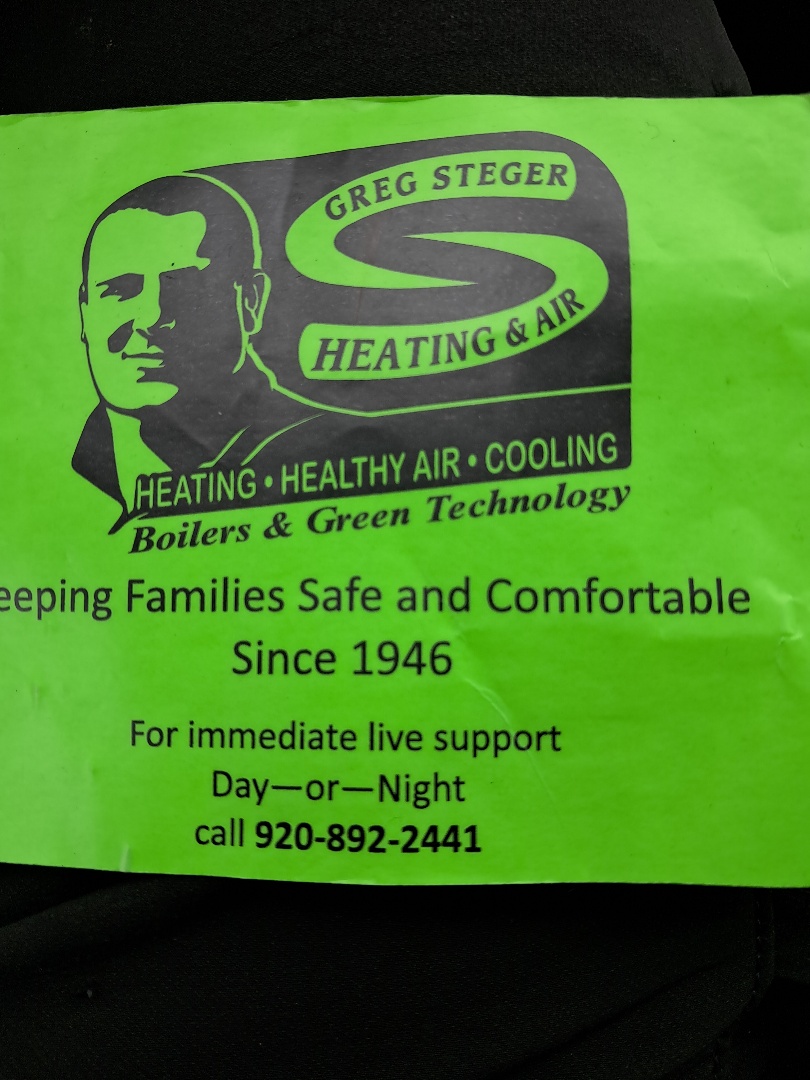 GREG STEGER
HEATING & AIR
HEATING • HEALTHY AIR • COOLING
Boilers & Green Technology
eeping Families Safe and Comfortable
Since 1946
For immediate live support
Day—or—Night
call 920-892-2441